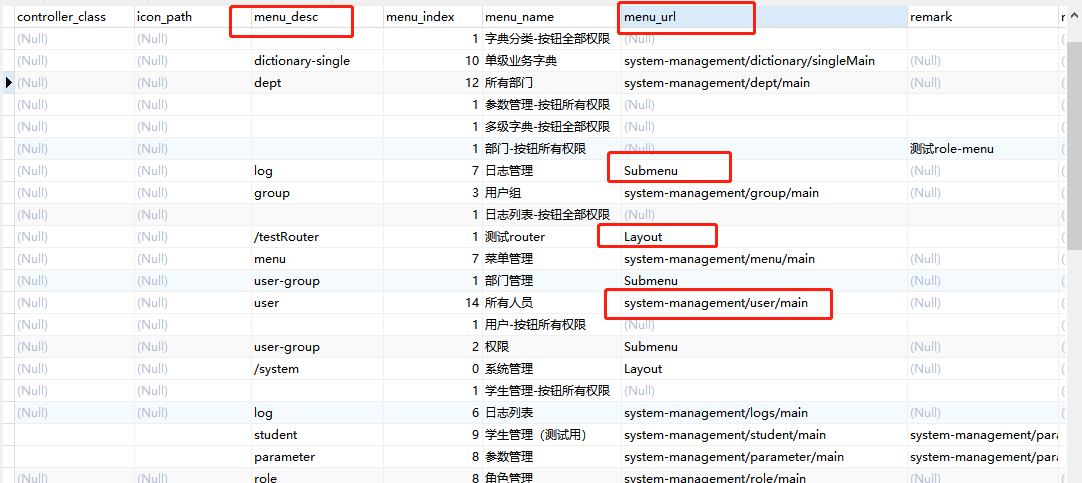 controller_class icon_path menu_desc menu_index menu_name menu_url remark
(Null) (Null) 1 字典分类-按钮全部权限 (Null)
(Null) (Null) dictionary-single 10 单级业务字典 system-management/dictionary/singleMain (Null)
(Null) (Null) dept 12 所有部门 system-management/dept/main (Null)
(Null) (Null) 1 参数管理-按钮所有权限 (Null)
(Null) (Null) 1 多级字典-按钮全部权限 (Null)
(Null) (Null) 1 部门-按钮所有权限 (Null) 测试role-menu
(Null) (Null) log 7 日志管理 Submenu (Null)
(Null) (Null) group 3 用户组 system-management/group/main (Null)
(Null) (Null) 1 日志列表-按钮全部权限 (Null)
(Null) (Null) /testRouter 1 测试router Layout (Null)
(Null) (Null) menu 7 菜单管理 system-management/menu/main (Null)
(Null) (Null) user-group 1 部门管理 Submenu (Null)
(Null) (Null) user 14 所有人员 system-management/user/main (Null)
(Null) (Null) 1 用户-按钮所有权限 (Null)
(Null) (Null) user-group 2 权限 Submenu (Null)
(Null) (Null) /system 0 系统管理 Layout (Null)
(Null) (Null) 1 学生管理-按钮所有权限 (Null)
(Null) (Null) log 6 日志列表 system-management/logs/main (Null)
student 9 学生管理（测试用） system-management/student/main system-management/para
parameter 8 参数管理 system-management/parameter/main system-management/para
(Null) (Null) role 8 角色管理 system-management/role/main (Null)